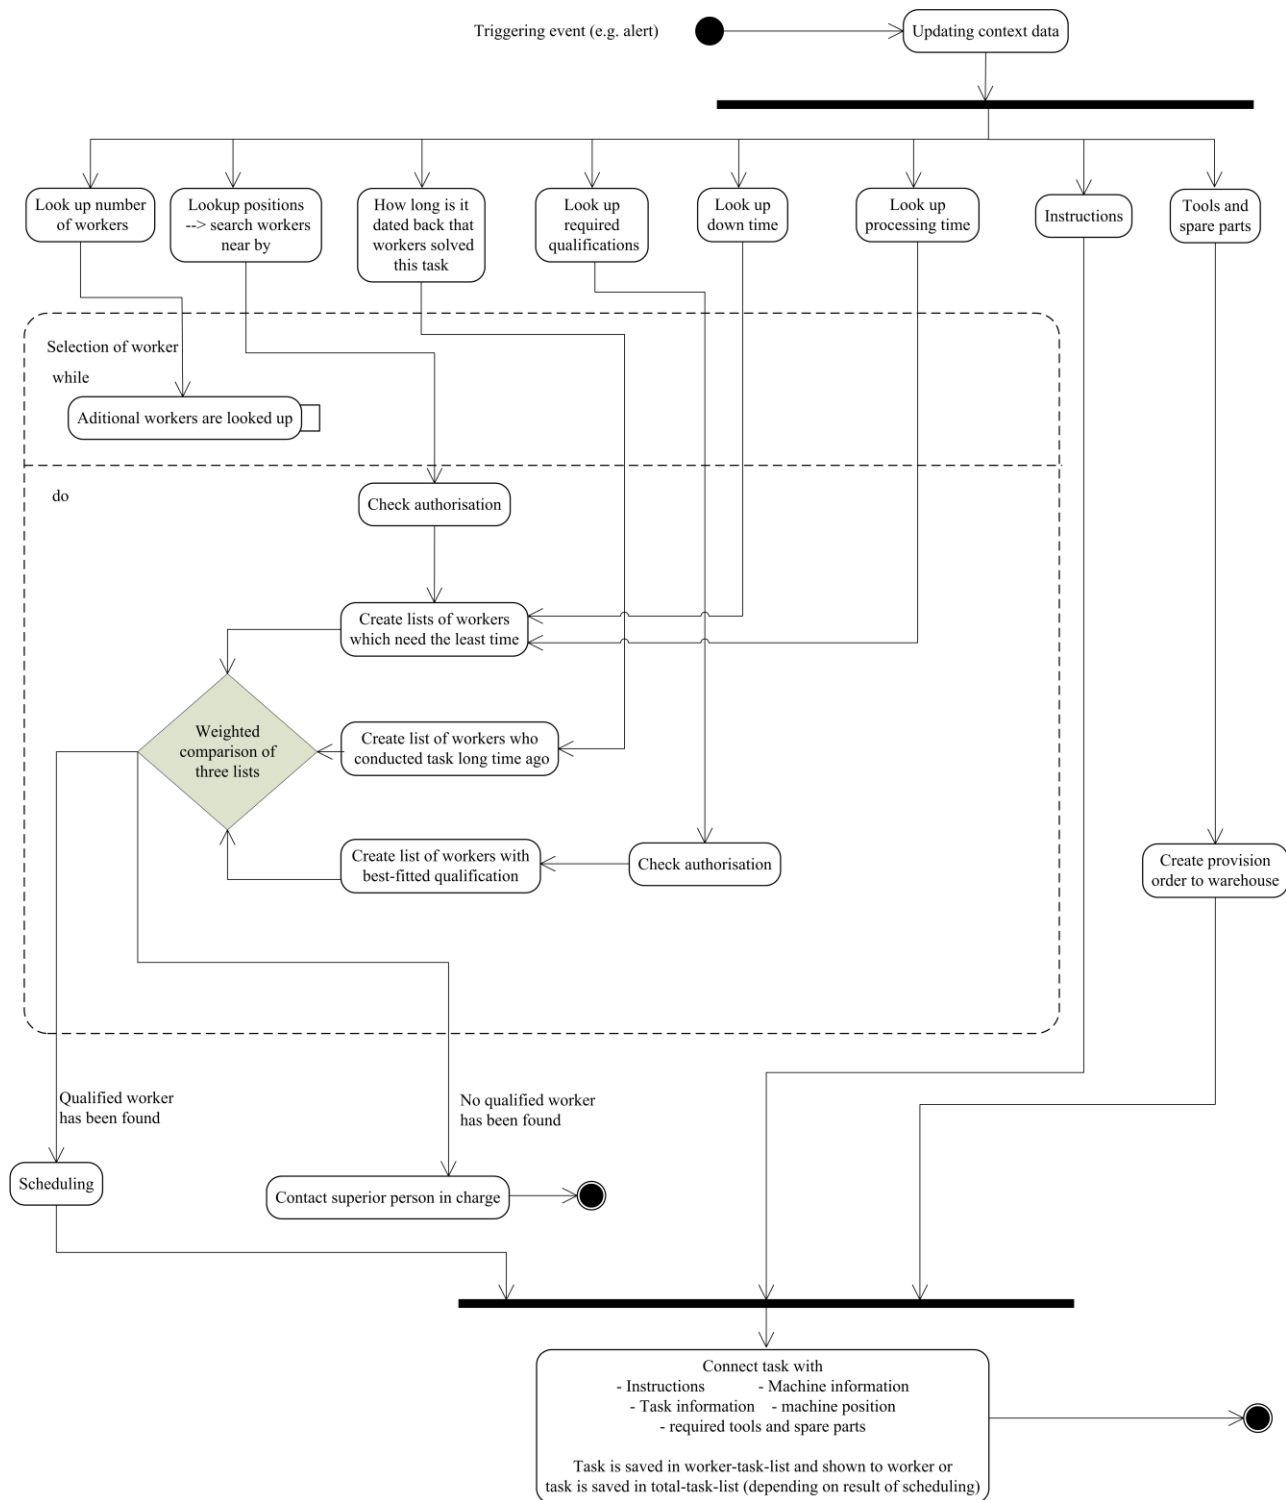 Triggering event (e.g. alert)
Updating context data
Look up number
of workers
Lookup positions
--> search workers
near by
How long is it
dated back that
workers solved
this task
Look up
required
qualifications
Look up
down time
Look up
processing time
Instructions
Tools and
spare parts
Selection of worker
while
Aditional workers are looked up
do
Check authorisation
Create lists of workers
which need the least time
Weighted
comparison of
three lists
Create list of workers who
conducted task long time ago
Create list of workers with
best-fitted qualification
Check authorisation
Create provision
order to warehouse
Qualified worker
has been found
No qualified worker
has been found
Scheduling
Contact superior person in charge
Connect task with
- Instructions - Machine information
- Task information - machine position
- required tools and spare parts
Task is saved in worker-task-list and shown to worker or
task is saved in total-task-list (depending on result of scheduling)